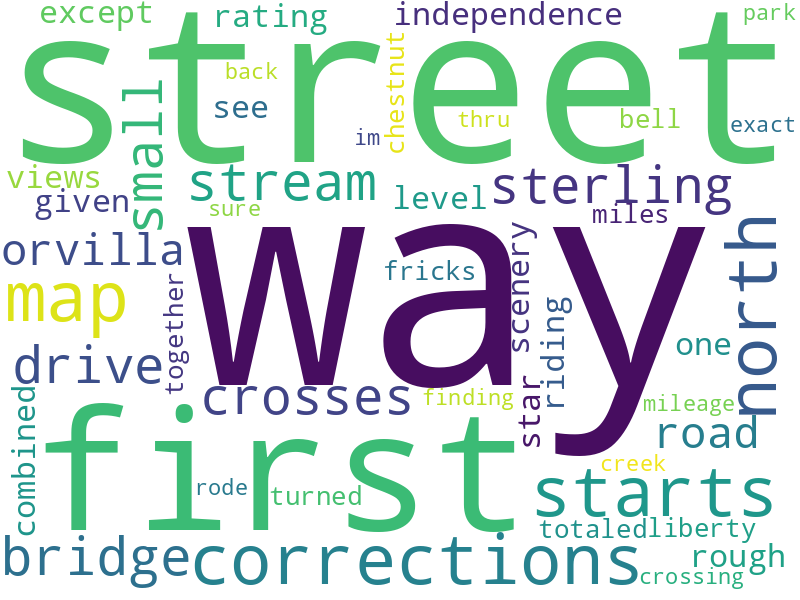 except
rating
independence
park
street
back
see
chestnut
thru
bell
exact
im
small
views
given
sure
stream
level
sterling
miles
orvilla
way
north
map
together
fricks
scenery
star
riding
one
drive
crosses
finding
mileage
combined
first
road
rode
turned
creek
starts
totaled
liberty
bridge
corrections
rough
crossing